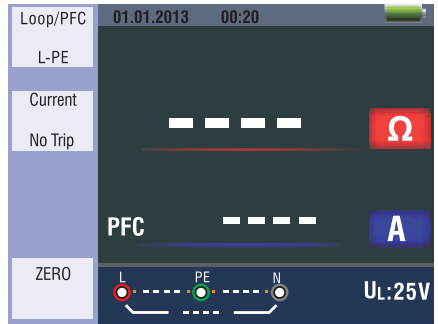 Loop/PFC
L-PE
Current
No Trip
ZERO
01.01.2013 00:20
---- Ω
PFC ---- A
L PE N
----
UL:25V